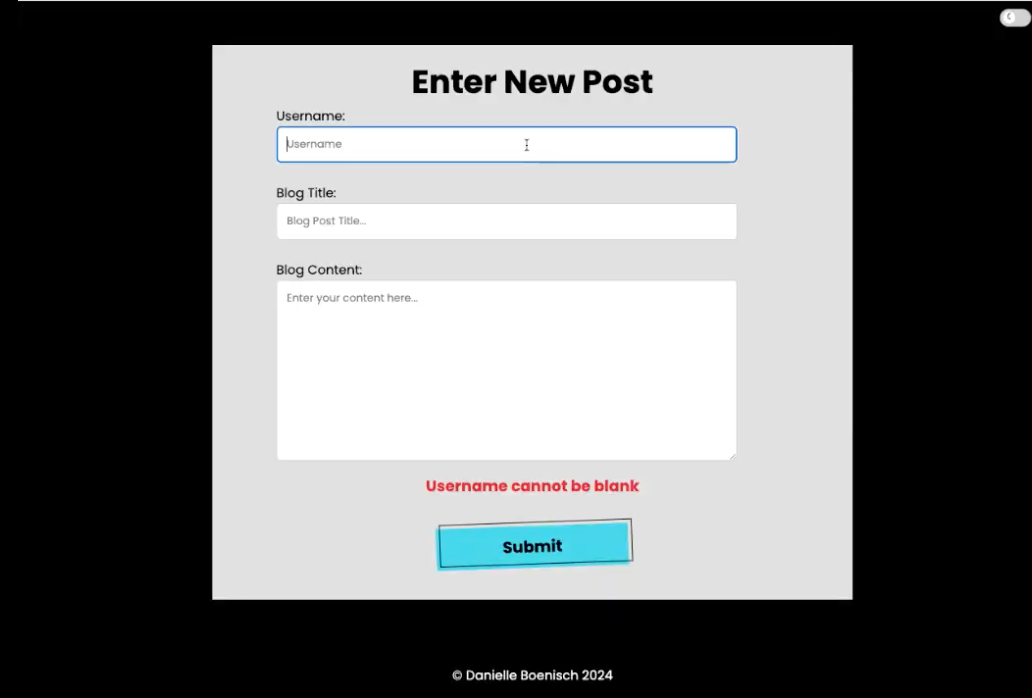 Enter New Post
Username:
Username
Blog Title:
Blog Post Title...
Blog Content:
Enter your content here...
Username cannot be blank
Submit
© Danielle Boenisch 2024